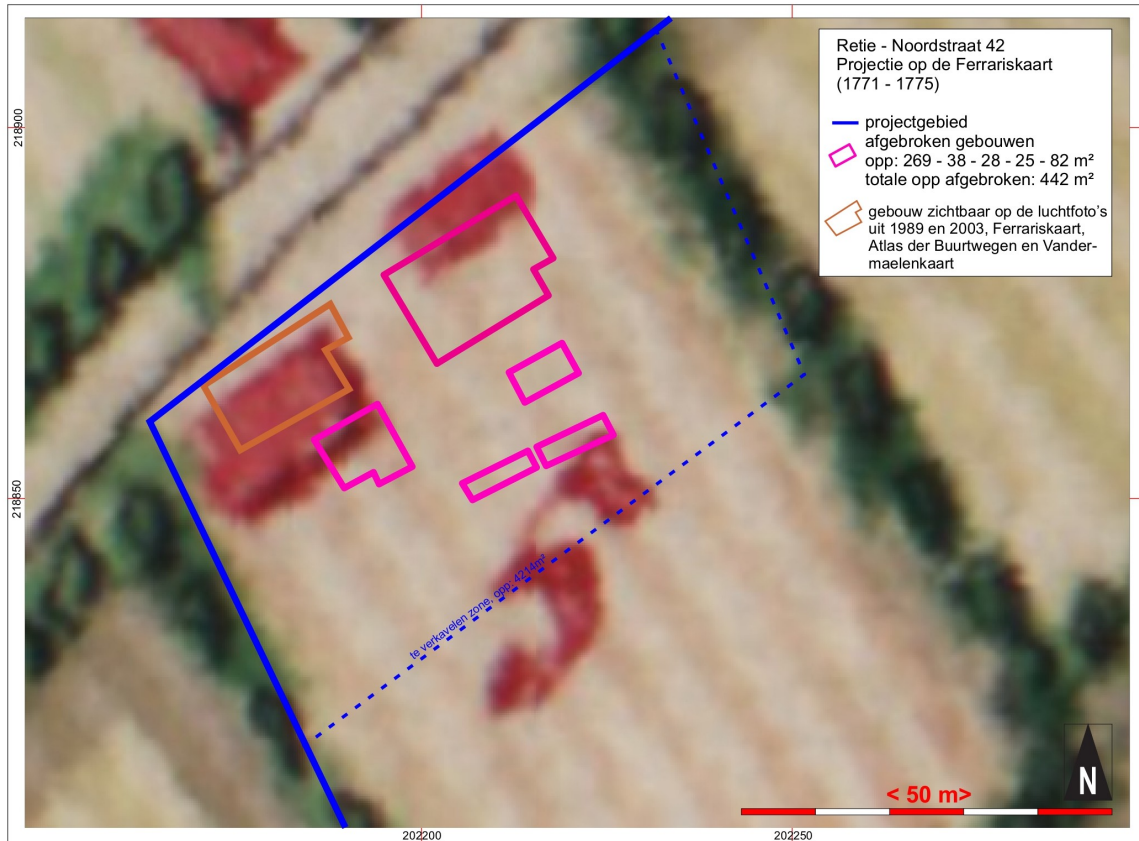 Retie - Noordstraat 42
Projectie op de Ferrariskaart
(1771 - 1775)
projectgebied
afgebroken gebouwen
opp: 269 - 38 - 28 - 25 - 82 m²
totale opp afgebroken: 442 m²
gebouw zichtbaar op de luchtfoto's
uit 1989 en 2003, Ferrariskaart,
Atlas der Buurtwegen en Vander-
maelenkaart
218900
218850
te verkavelen zone, opp: 4214m²
< 50 m>
N
202200
202250